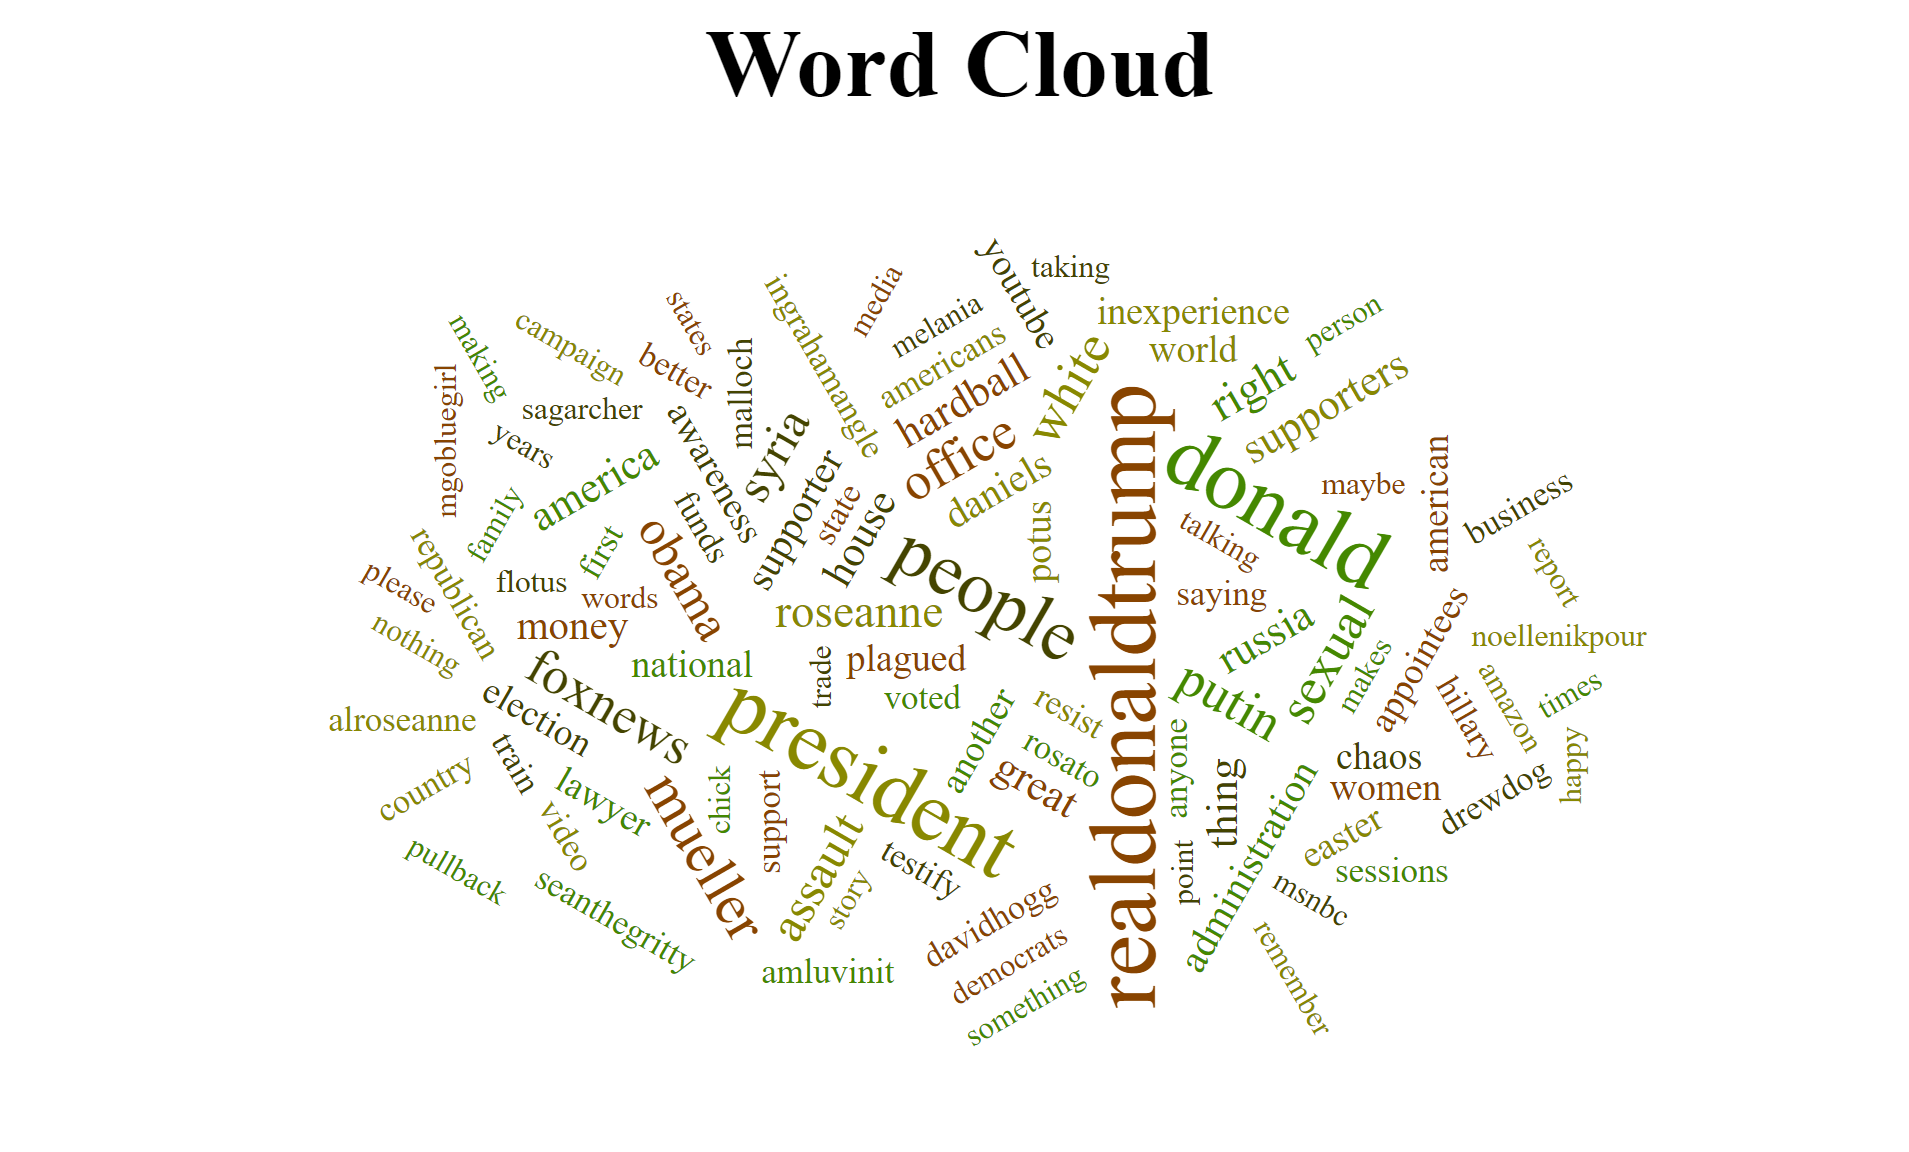 Word Cloud
youtube
taking
ingrahamangle
media
melania
inexperience
person
states
campaign
making
americans
white
world
better
malloch
hardball
right
supporters
mgobluegirl
sagarcher
awareness
syria
office
realdonaldtrump
donald
years
america
supporter
daniels
american
business
maybe
family
funds
state
house
potus
talking
republican
first
obama
people
report
please
flotus
words
roseanne
saying
russia
sexual
appointees
noellenikpour
nothing
money
national
trade
plagued
putin
makes
foxnews
voted
hillary
amazon
times
alroseanne
election
president
another
resist
rosato
anyone
chaos
train
country
lawyer
mueller
chick
support
great
thing
women
drewdog
happy
video
pullback
assault
story
testify
point
administration
easter
sessions
msnbc
seanthegritty
amluvinit
davidhogg
democrats
something
remember